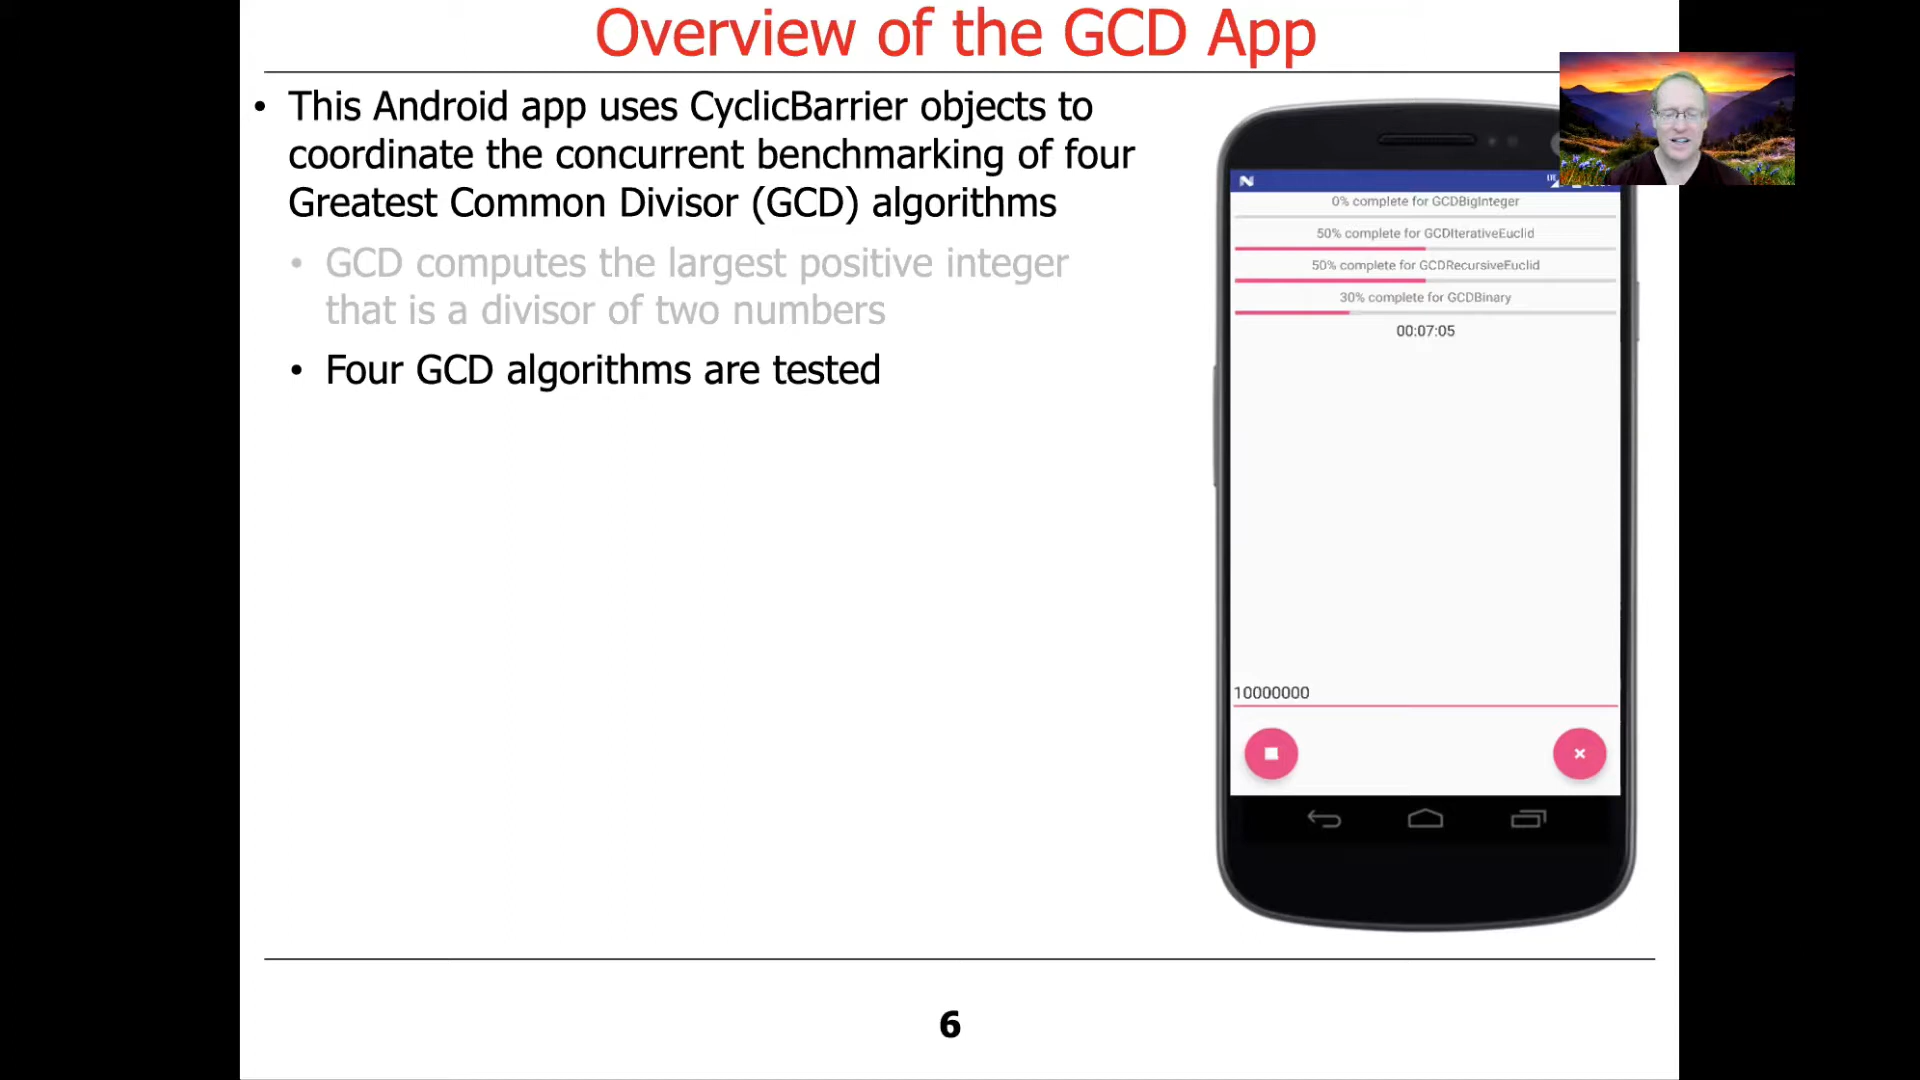 Overview of the GCD App
• This Android app uses CyclicBarrier objects to
coordinate the concurrent benchmarking of four
Greatest Common Divisor (GCD) algorithms
• GCD computes the largest positive integer
that is a divisor of two numbers
• Four GCD algorithms are tested
0% complete for GCDBigInteger
50% complete for GCDIterativeEuclid
50% complete for GCDRecursiveEuclid
30% complete for GCDBinary
00:07:05
10000000
6